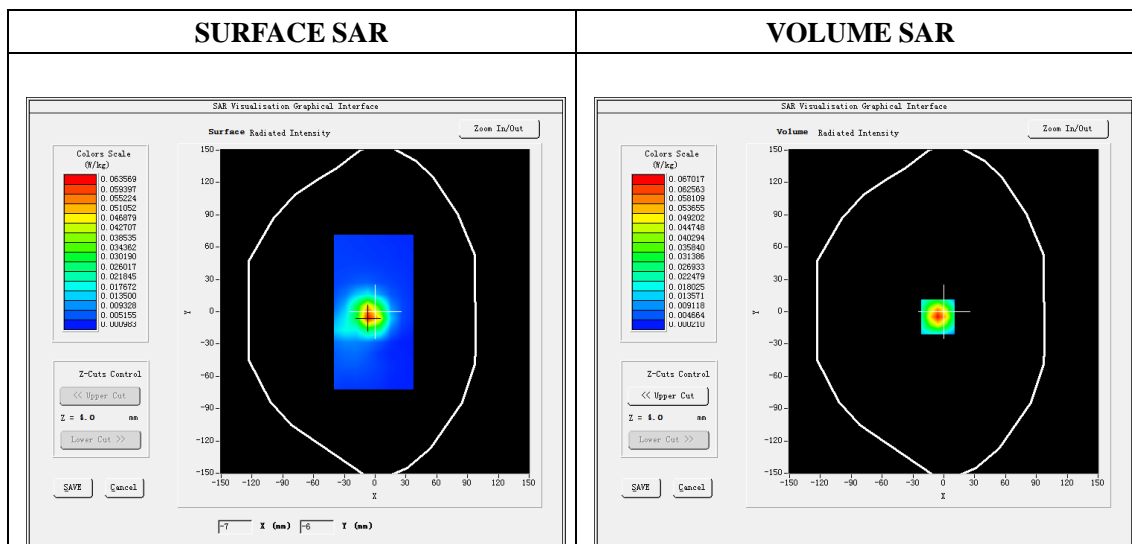 SURFACE SAR
VOLUME SAR
SAR Visualisation Graphical Interface
Surface Radiated Intensity
Zoom In/Out
Colors Scale
(W/kg)
0.063569
0.059397
0.055224
0.051052
0.046879
0.042707
0.038535
0.034362
0.030190
0.026017
0.021845
0.017672
0.013500
0.009328
0.005155
0.000983
150
120
90
60
30
0
-30
-60
-90
-120
-150
Y
-150 -120 -90 -60 -30 0 30 60 90 120 150
X
Z-Cuts Control
<< Upper Cut
Z = 4.0 mm
Lower Cut >>
SAVE Cancel
-7 X (mm) -6 Y (mm)
SAR Visualisation Graphical Interface
Volume Radiated Intensity
Zoom In/Out
Colors Scale
(W/kg)
0.067017
0.062563
0.058109
0.053655
0.049202
0.044748
0.040294
0.035840
0.031386
0.026933
0.022479
0.018025
0.013571
0.009118
0.004664
0.000210
150
120
90
60
30
0
-30
-60
-90
-120
-150
Y
-150 -120 -90 -60 -30 0 30 60 90 120 150
X
Z-Cuts Control
<< Upper Cut
Z = 4.0 mm
Lower Cut >>
SAVE Cancel